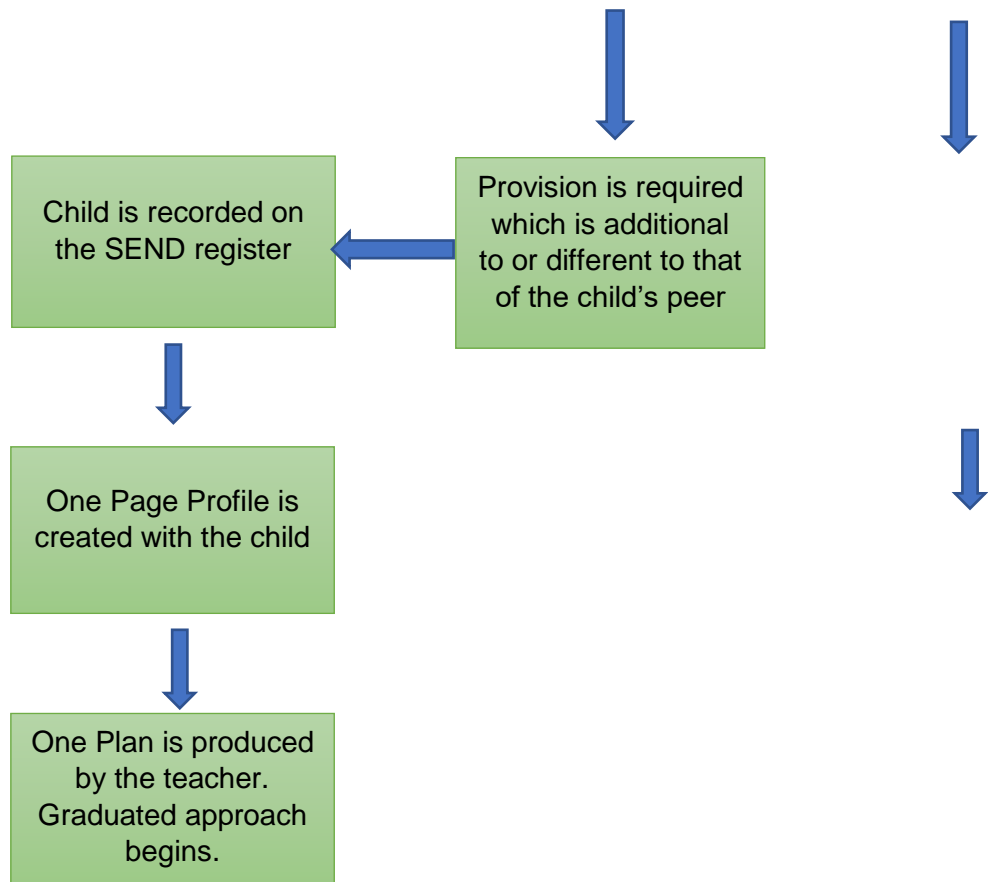 Child is recorded on
the SEND register
Provision is required
which is additional
to or different to that
of the child's peer
One Page Profile is
created with the child
One Plan is produced
by the teacher.
Graduated approach
begins.